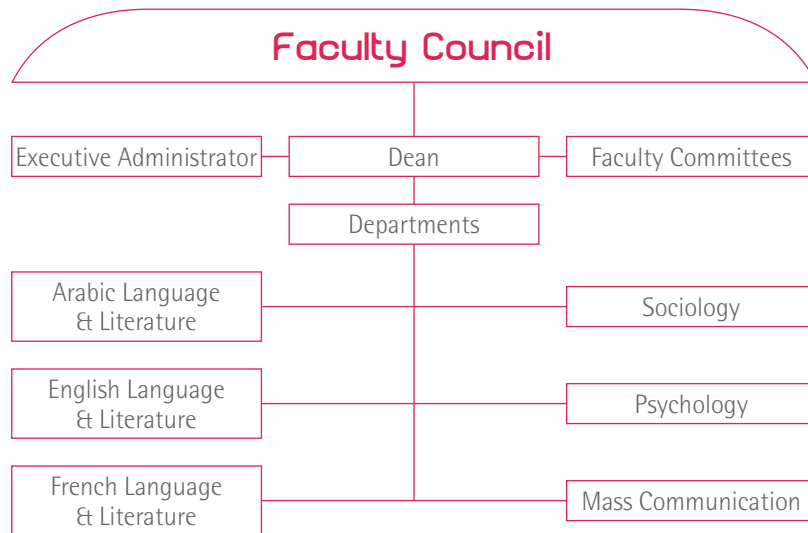 Faculty Council
Executive Administrator
Dean
Faculty Committees
Departments
Arabic Language
& Literature
Sociology
English Language
& Literature
Psychology
French Language
& Literature
Mass Communication